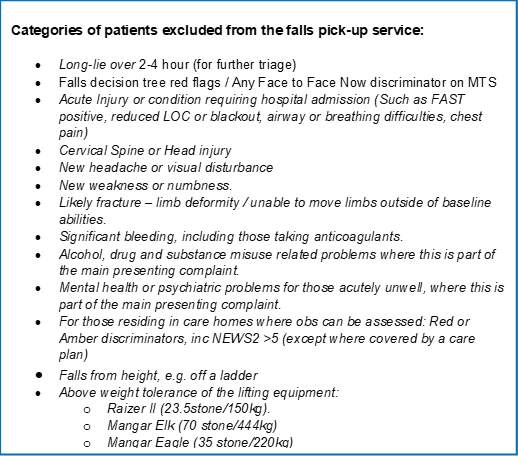 Categories of patients excluded from the falls pick-up service:
• Long-lie over 2-4 hour (for further triage)
• Falls decision tree red flags / Any Face to Face Now discriminator on MTS
• Acute Injury or condition requiring hospital admission (Such as FAST
positive, reduced LOC or blackout, airway or breathing difficulties, chest
pain)
• Cervical Spine or Head injury
• New headache or visual disturbance
• New weakness or numbness.
• Likely fracture – limb deformity / unable to move limbs outside of baseline
abilities.
• Significant bleeding, including those taking anticoagulants.
• Alcohol, drug and substance misuse related problems where this is part of
the main presenting complaint.
• Mental health or psychiatric problems for those acutely unwell, where this is
part of the main presenting complaint.
• For those residing in care homes where obs can be assessed: Red or
Amber discriminators, inc NEWS2 >5 (except where covered by a care
plan)
• Falls from height, e.g. off a ladder
• Above weight tolerance of the lifting equipment:
o Raizer II (23.5stone/150kg).
o Mangar Elk (70 stone/444kg)
o Mangar Eagle (35 stone/220kg)